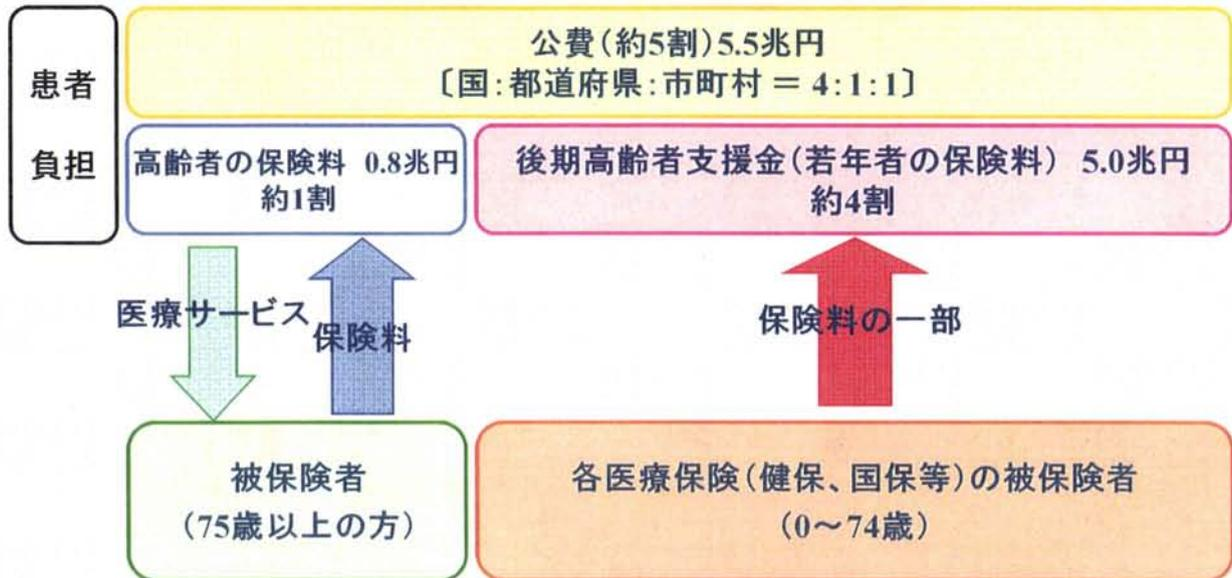 患者
負担
公費(約5割)5.5兆円
〔国:都道府県:市町村 = 4:1:1〕
高齢者の保険料 0.8兆円
約1割
後期高齢者支援金(若年者の保険料) 5.0兆円
約4割
医療サービス
保険料
保険料の一部
被保険者
(75歳以上の方)
各医療保険(健保、国保等)の被保険者
(0～74歳)